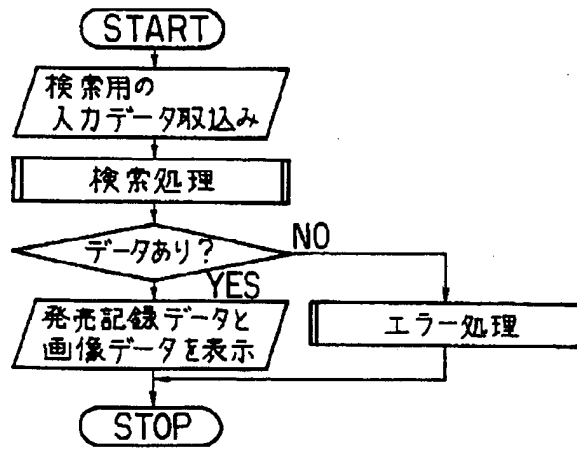 START
検索用の
入力データ取込み
検索処理
データあり?
NO
YES
発売記録データと
画像データを表示
エラー処理
STOP